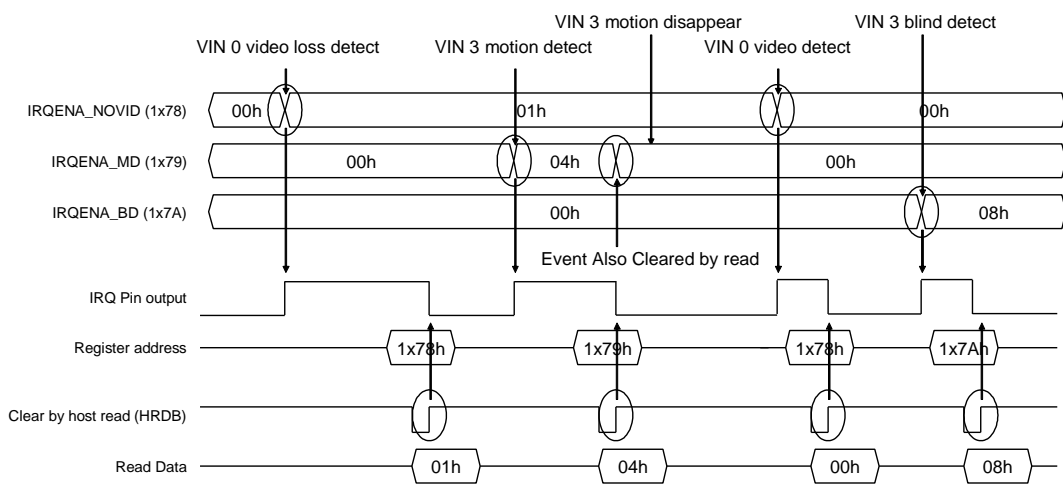 VIN 3 motion disappear
VIN 3 blind detect
VIN 0 video loss detect
VIN 3 motion detect
VIN 0 video detect
IRQENA_NOVID (1x78)
00h
01h
00h
IRQENA_MD (1x79)
00h
04h
00h
IRQENA_BD (1x7A)
00h
08h
Event Also Cleared by read
IRQ Pin output
Register address
1x78h
1x79h
1x78h
1x7Ah
Clear by host read (HRDB)
Read Data
01h
04h
00h
08h